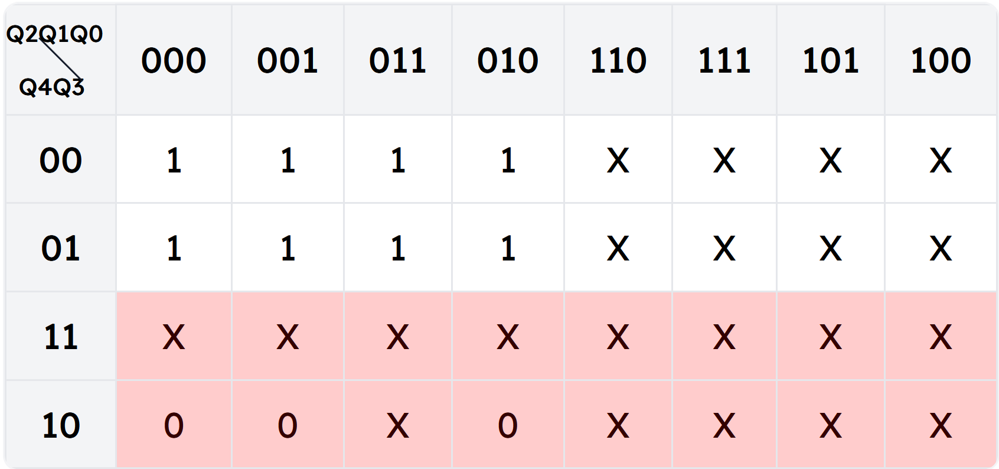 Q2Q1Q0
Q4Q3
000 001 011 010 110 111 101 100
00 1 1 1 1 X X X X
01 1 1 1 1 X X X X
11 X X X X X X X X
10 0 0 X 0 X X X X